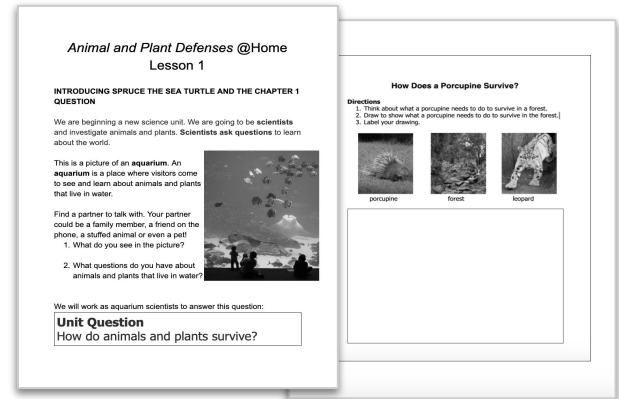 Animal and Plant Defenses @Home
Lesson 1
INTRODUCING SPRUCE THE SEA TURTLE AND THE CHAPTER 1
QUESTION
We are beginning a new science unit. We are going to be scientists
and investigate animals and plants. Scientists ask questions to learn
about the world.
This is a picture of an aquarium. An
aquarium is a place where visitors come
to see and learn about animals and plants
that live in water.
Find a partner to talk with. Your partner
could be a family member, a friend on the
phone, a stuffed animal or even a pet!
1. What do you see in the picture?
2. What questions do you have about
animals and plants that live in water?
We will work as aquarium scientists to answer this question:
Unit Question
How do animals and plants survive?
How Does a Porcupine Survive?
Directions
1. Think about what a porcupine needs to do to survive in a forest.
2. Draw to show what a porcupine needs to do to survive in the forest.
3. Label your drawing.
porcupine
forest
leopard